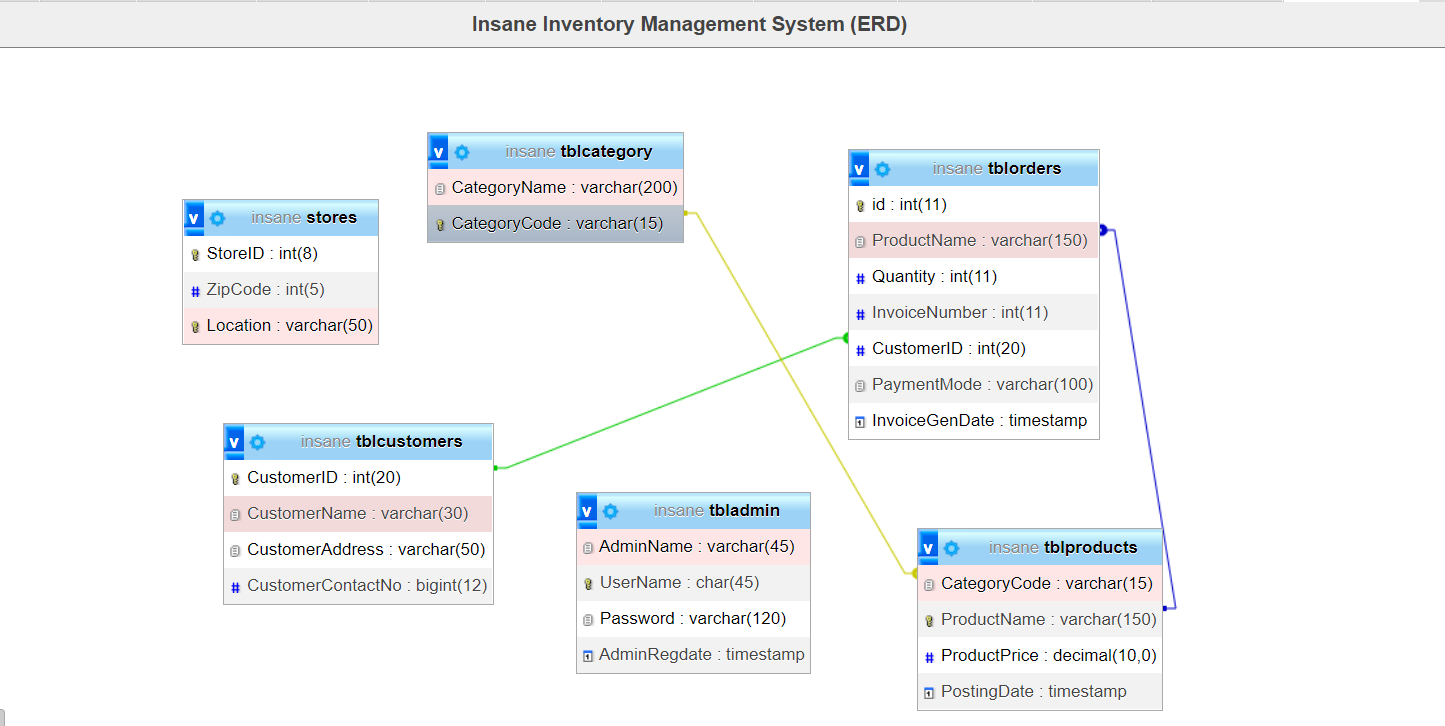 Insane Inventory Management System (ERD)
v insane stores
StoreID : int(8)
# ZipCode : int(5)
Location : varchar(50)
v insane tblcategory
CategoryName : varchar(200)
CategoryCode : varchar(15)
v insane tblorders
id : int(11)
ProductName : varchar(150)
# Quantity : int(11)
# InvoiceNumber : int(11)
# CustomerID : int(20)
PaymentMode : varchar(100)
InvoiceGenDate : timestamp
v insane tblcustomers
CustomerID : int(20)
CustomerName : varchar(30)
CustomerAddress : varchar(50)
# CustomerContactNo : bigint(12)
v insane tbladmin
AdminName : varchar(45)
UserName : char(45)
Password : varchar(120)
AdminRegdate : timestamp
v insane tblproducts
CategoryCode : varchar(15)
ProductName : varchar(150)
# ProductPrice : decimal(10,0)
PostingDate : timestamp